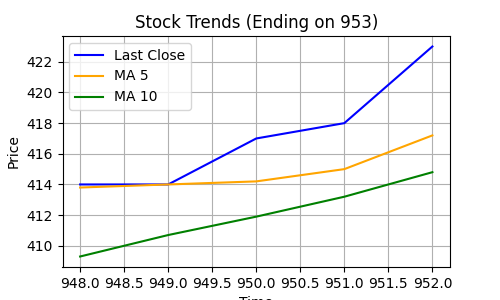 Stock Trends (Ending on 953)
Last Close
MA 5
MA 10
Price
422
420
418
416
414
412
410
948.0 948.5 949.0 949.5 950.0 950.5 951.0 951.5 952.0
Time